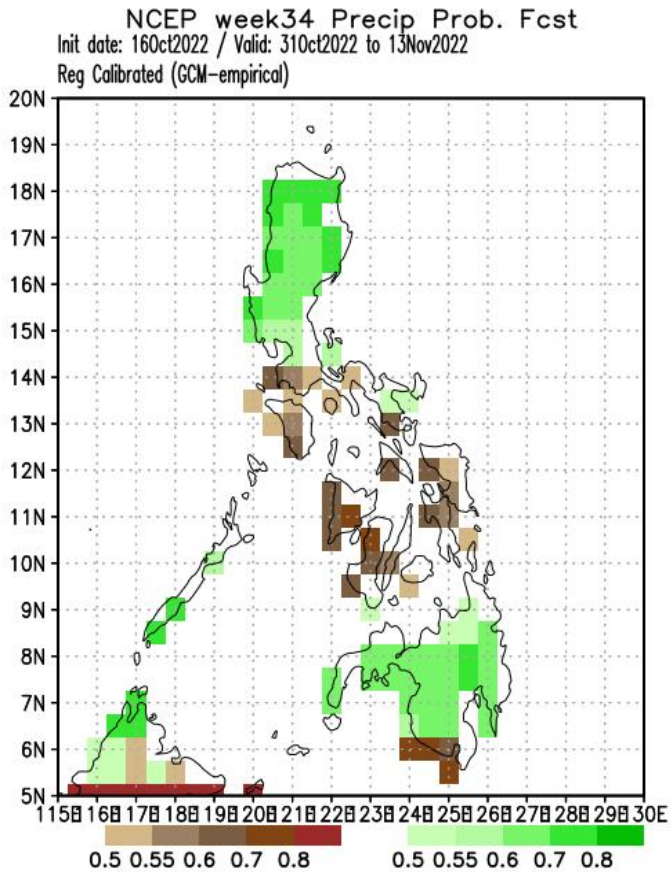 NCEP week34 Precip Prob. Fcst
Init date: 16Oct2022 / Valid: 31Oct2022 to 13Nov2022
Reg Calibrated (GCM-empirical)
20N
19N
18N
17N
16N
15N
14N
13N
12N
11N
10N
9N
8N
7N
6N
5N
115E 116E 117E 118E 119E 120E 121E 122E 123E 124E 125E 126E 127E 128E 129E 130E
0.5 0.55 0.6 0.7 0.8 0.5 0.55 0.6 0.7 0.8